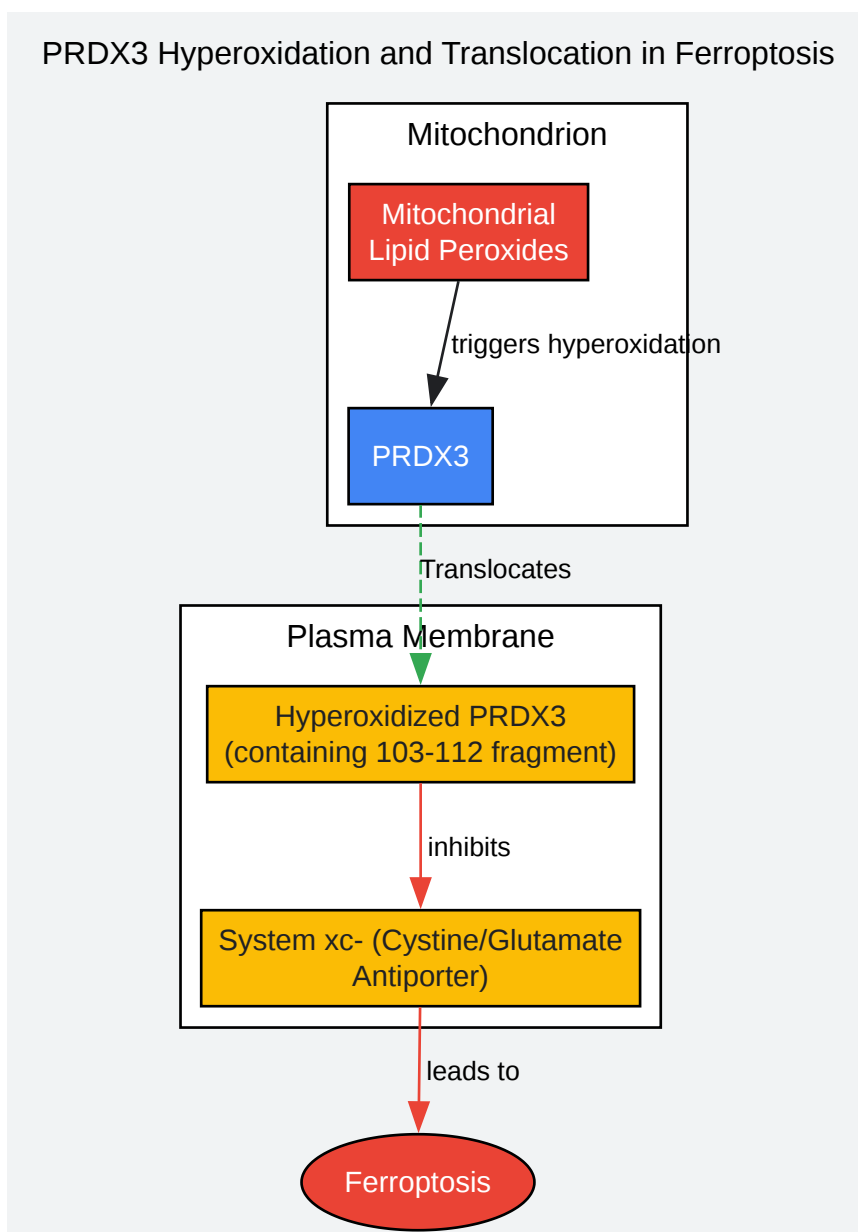 PRDX3 Hyperoxidation and Translocation in Ferroptosis
Mitochondrion
Mitochondrial
Lipid Peroxides
triggers hyperoxidation
PRDX3
Translocates
Plasma Membrane
Hyperoxidized PRDX3
(containing 103-112 fragment)
inhibits
System xc- (Cystine/Glutamate
Antiporter)
leads to
Ferroptosis